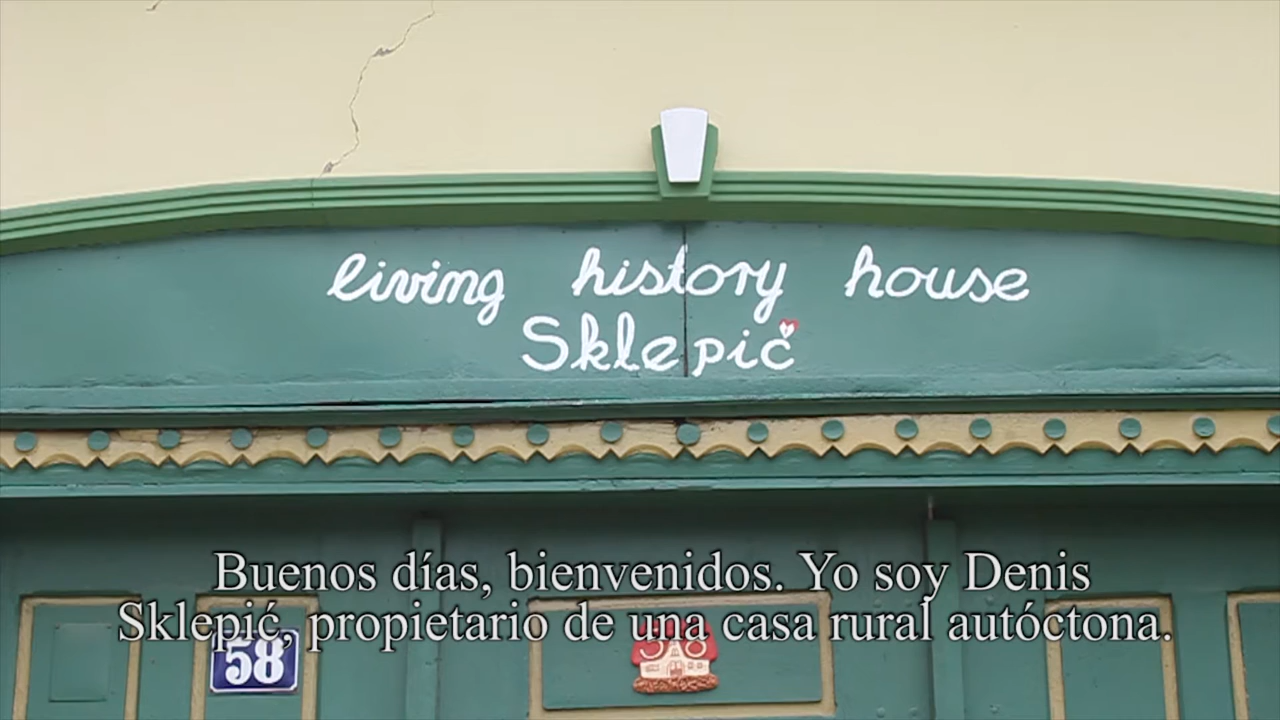 living history house
Sklepić
Buenos días, bienvenidos. Yo soy Denis
Sklepić, propietario de una casa rural autóctona.
58
58